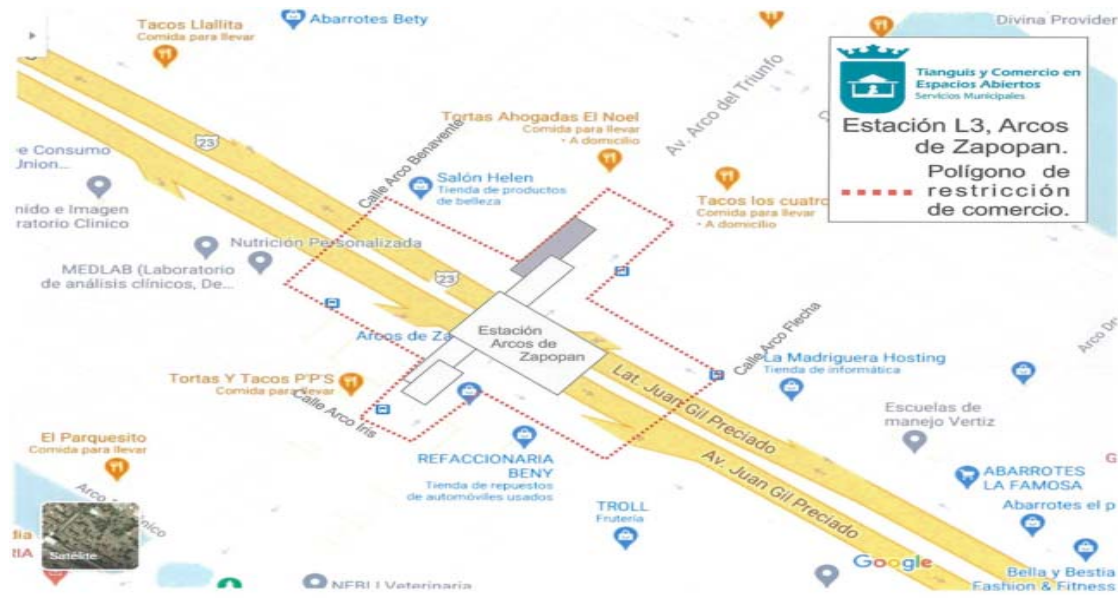 Tacos Llallita
Comida para llevar
Abarrotes Bety
Divina Provider
Tianguis y Comercio en
Espacios Abiertos
Servicios Municipales
Estación L3, Arcos
de Zapopan.
Polígono de
restricción
de comercio.
Av. Arco del Triunfo
Tortas Ahogadas El Noel
Comida para llevar
· A domicilio
23
Calle Arco Benavente
e Consumo
Union...
Salón Helen
Tienda de productos
de belleza
Tacos los cuatro
Comida para llevar
· A domicilio
nido e Imagen
ratorio Clinico
Nutrición Personalizada
MEDLAB (Laboratorio
de análisis clínicos, De...
23
Estación
Arcos de
Zapopan
Arcos de Za
Calle Arco Flecha
La Madriguera Hosting
Tienda de informática
Tortas Y Tacos P'P'S
Comida para llevar
Calle Arco Iris
Lat. Juan Gil Preciado
Av. Juan Gil Preciado
Escuelas de
manejo Vertiz
El Parquesito
Comida para llevar
REFACCIONARIA
BENY
Tienda de repuestos
de automóviles usados
ABARROTES
LA FAMOSA
Abarrotes el p
TROLL
Frutería
Satélite
Google
Bella y Bestia
Fashion & Fitness
Veterinaria